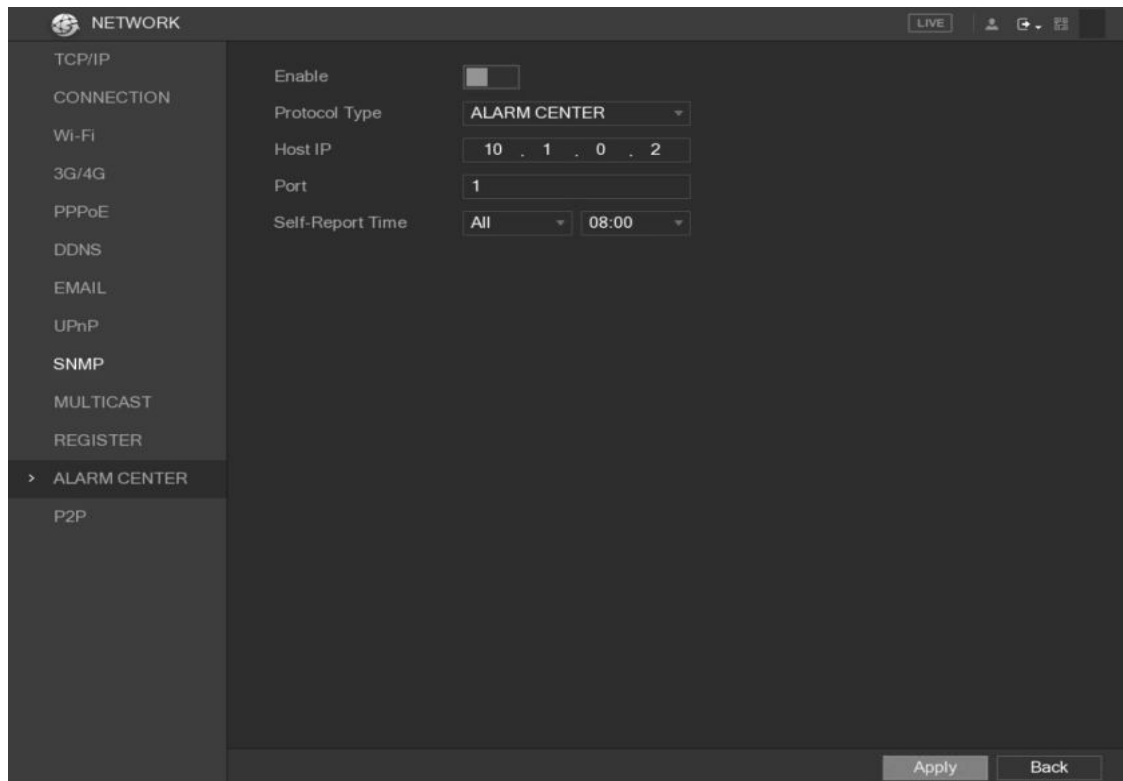 NETWORK
LIVE
TCP/IP
CONNECTION
Wi-Fi
3G/4G
PPPoE
DDNS
EMAIL
UPnP
SNMP
MULTICAST
REGISTER
> ALARM CENTER
P2P
Enable
Protocol Type ALARM CENTER
Host IP 10 . 1 . 0 . 2
Port 1
Self-Report Time All 08:00
Apply Back